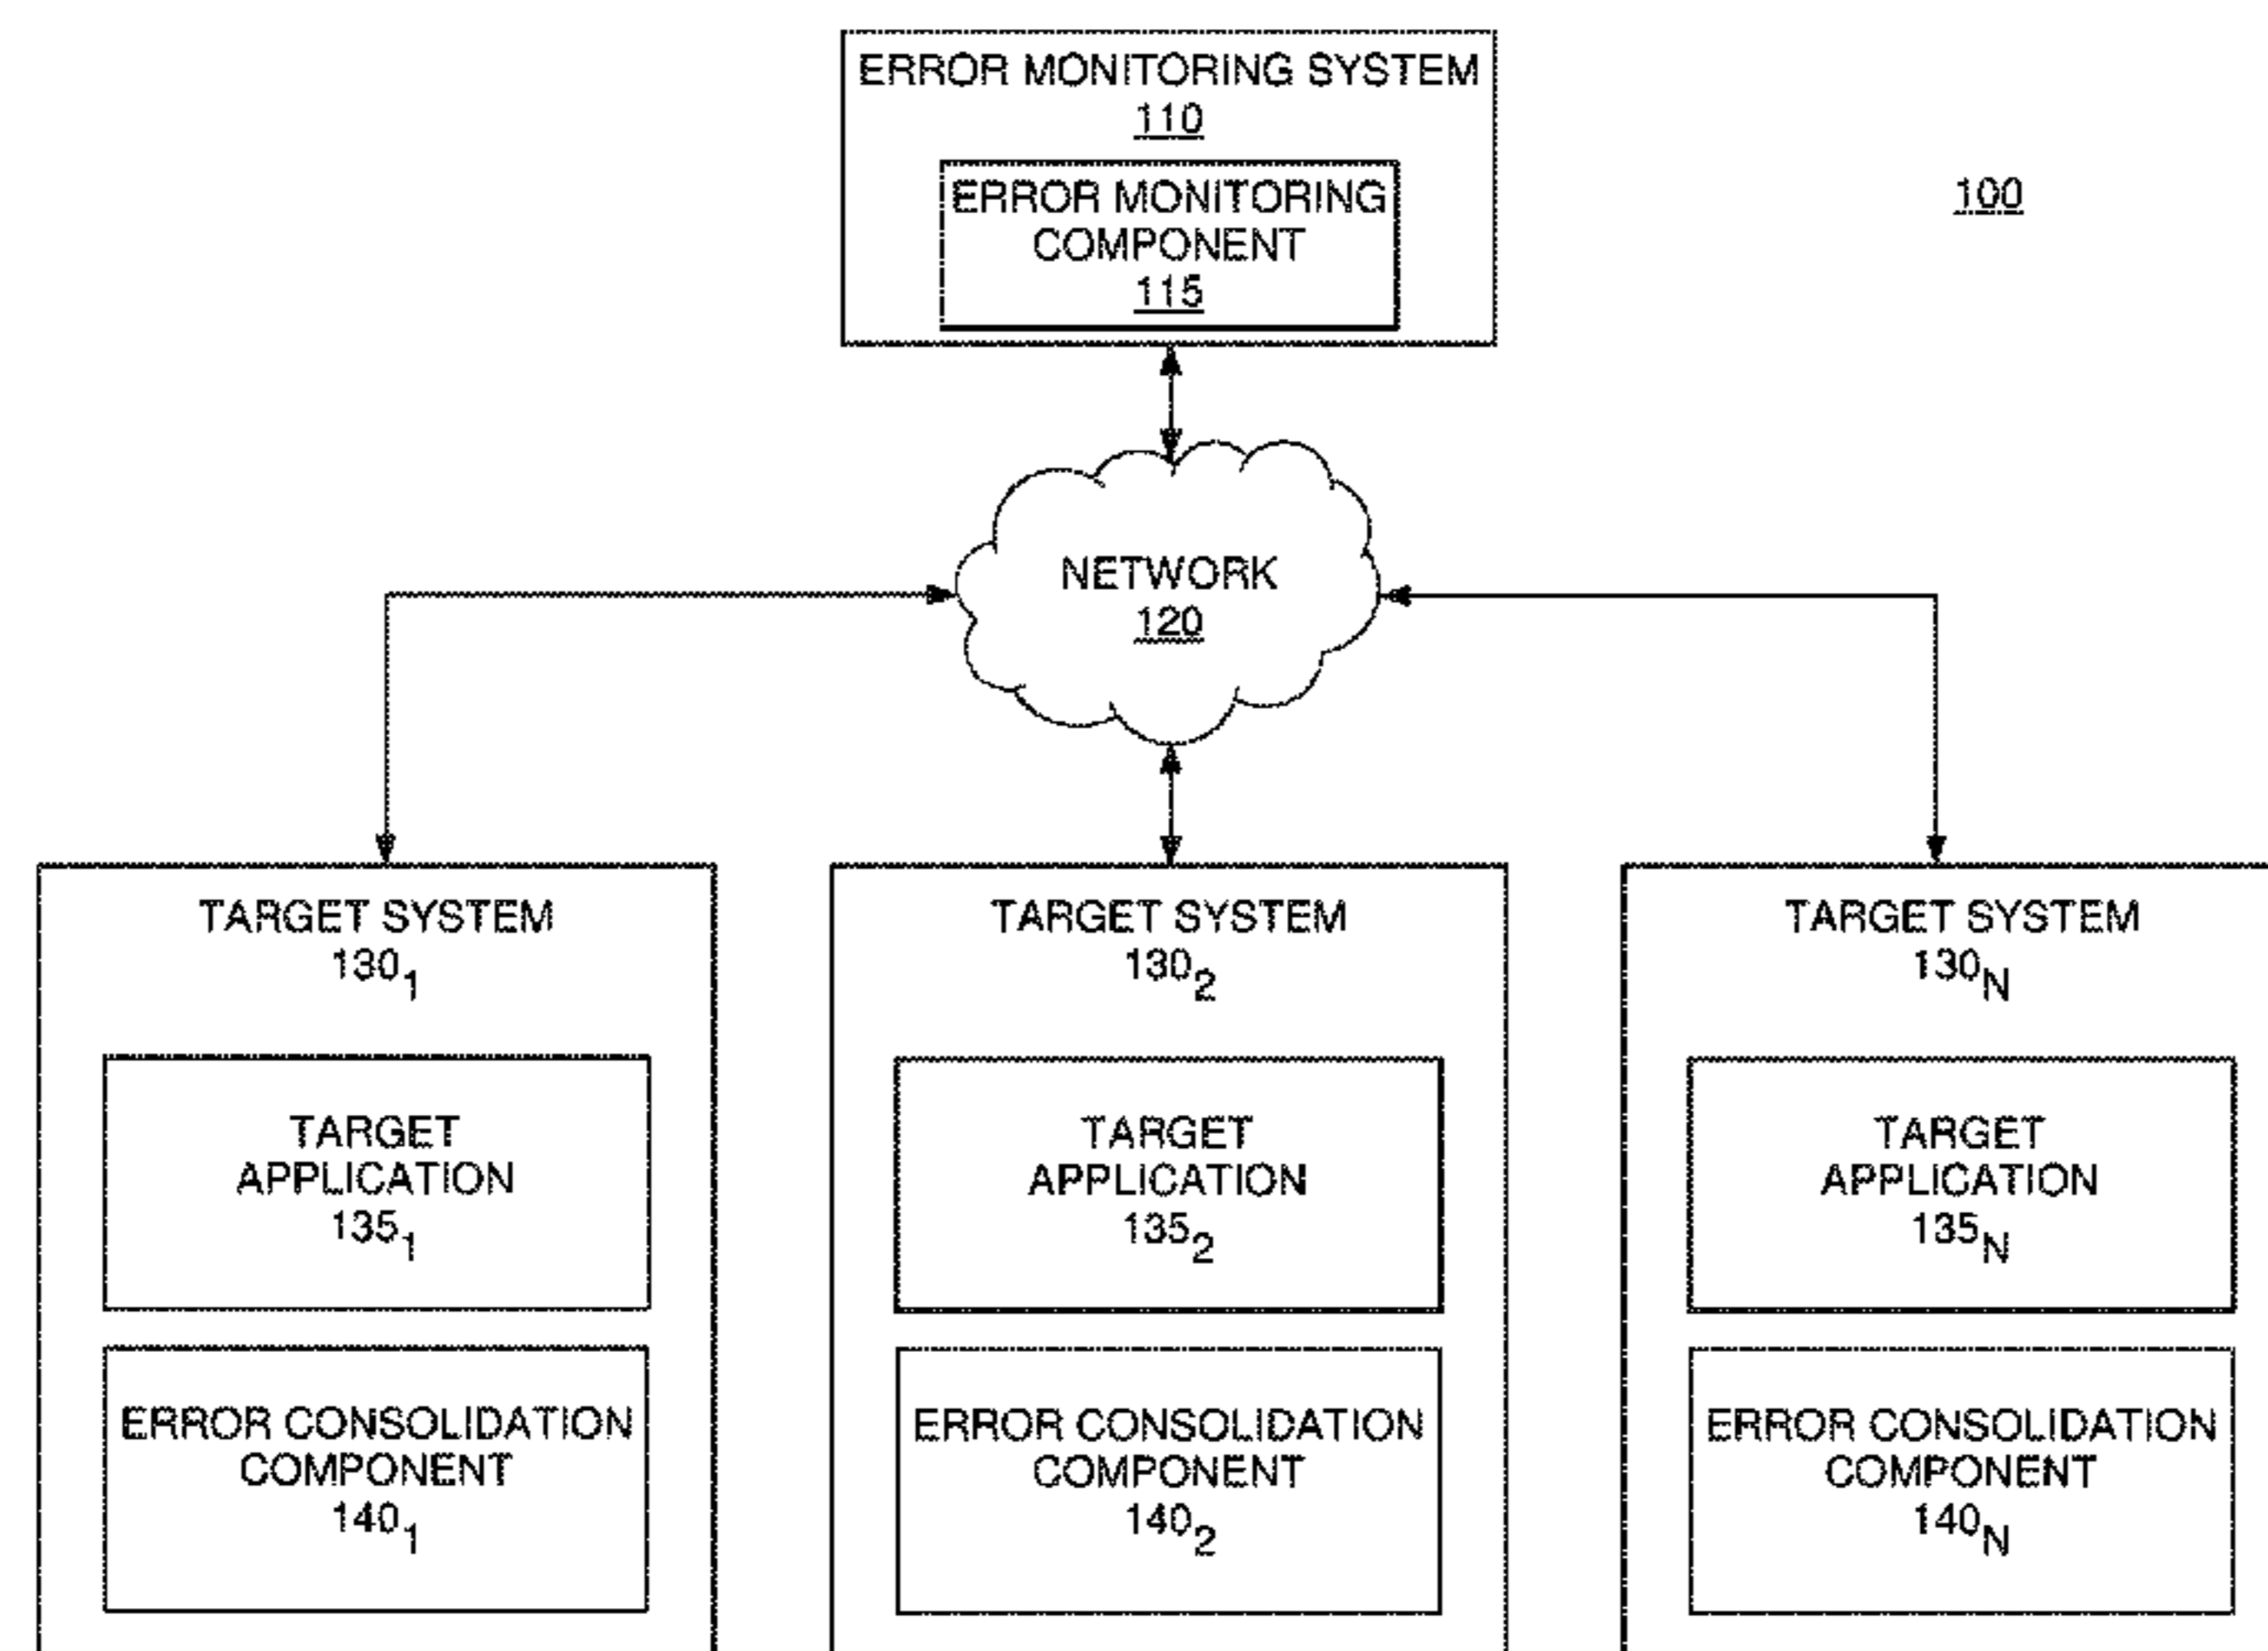 ERROR MONITORING SYSTEM
110
ERROR MONITORING
COMPONENT
115
100
NETWORK
120
TARGET SYSTEM
130₁
TARGET
APPLICATION
135₁
ERROR CONSOLIDATION
COMPONENT
140₁
TARGET SYSTEM
130₂
TARGET
APPLICATION
135₂
ERROR CONSOLIDATION
COMPONENT
140₂
TARGET SYSTEM
130N
TARGET
APPLICATION
135N
ERROR CONSOLIDATION
COMPONENT
140N